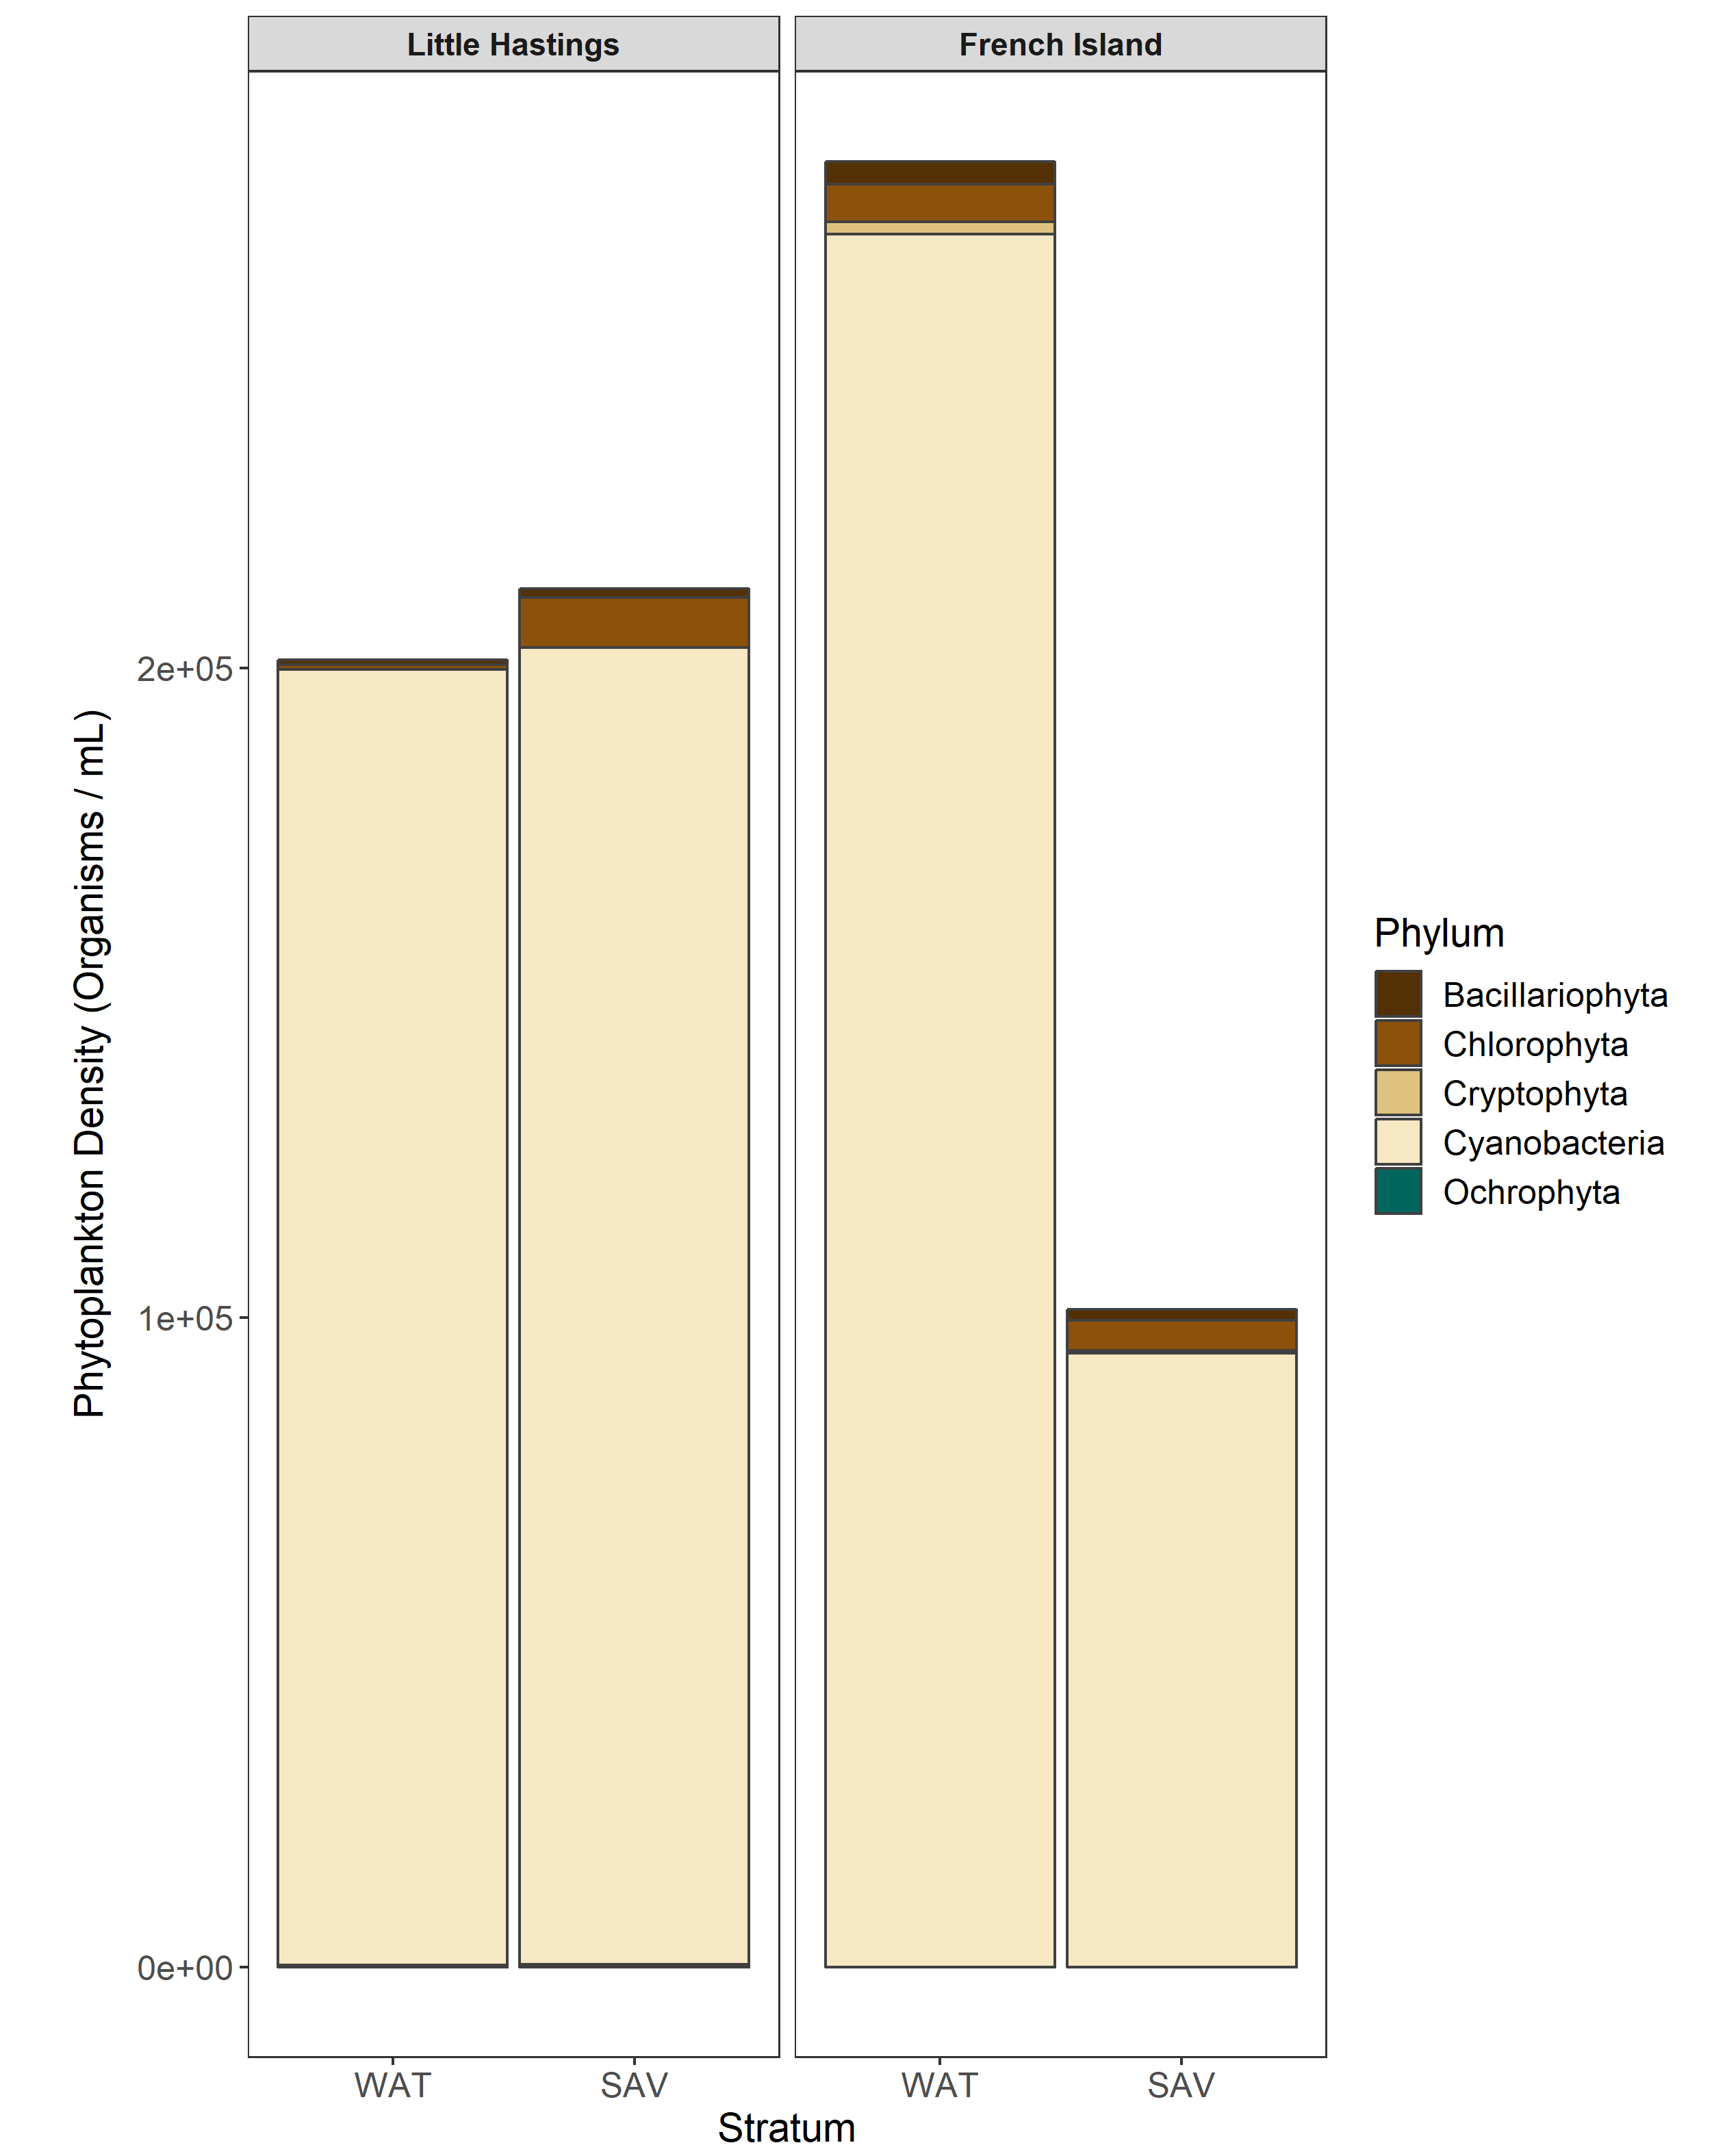 Little Hastings
French Island
Phytoplankton Density (Organisms / mL)
2e+05
1e+05
0e+00
WAT
SAV
WAT
SAV
Stratum
Phylum
Bacillariophyta
Chlorophyta
Cryptophyta
Cyanobacteria
Ochrophyta